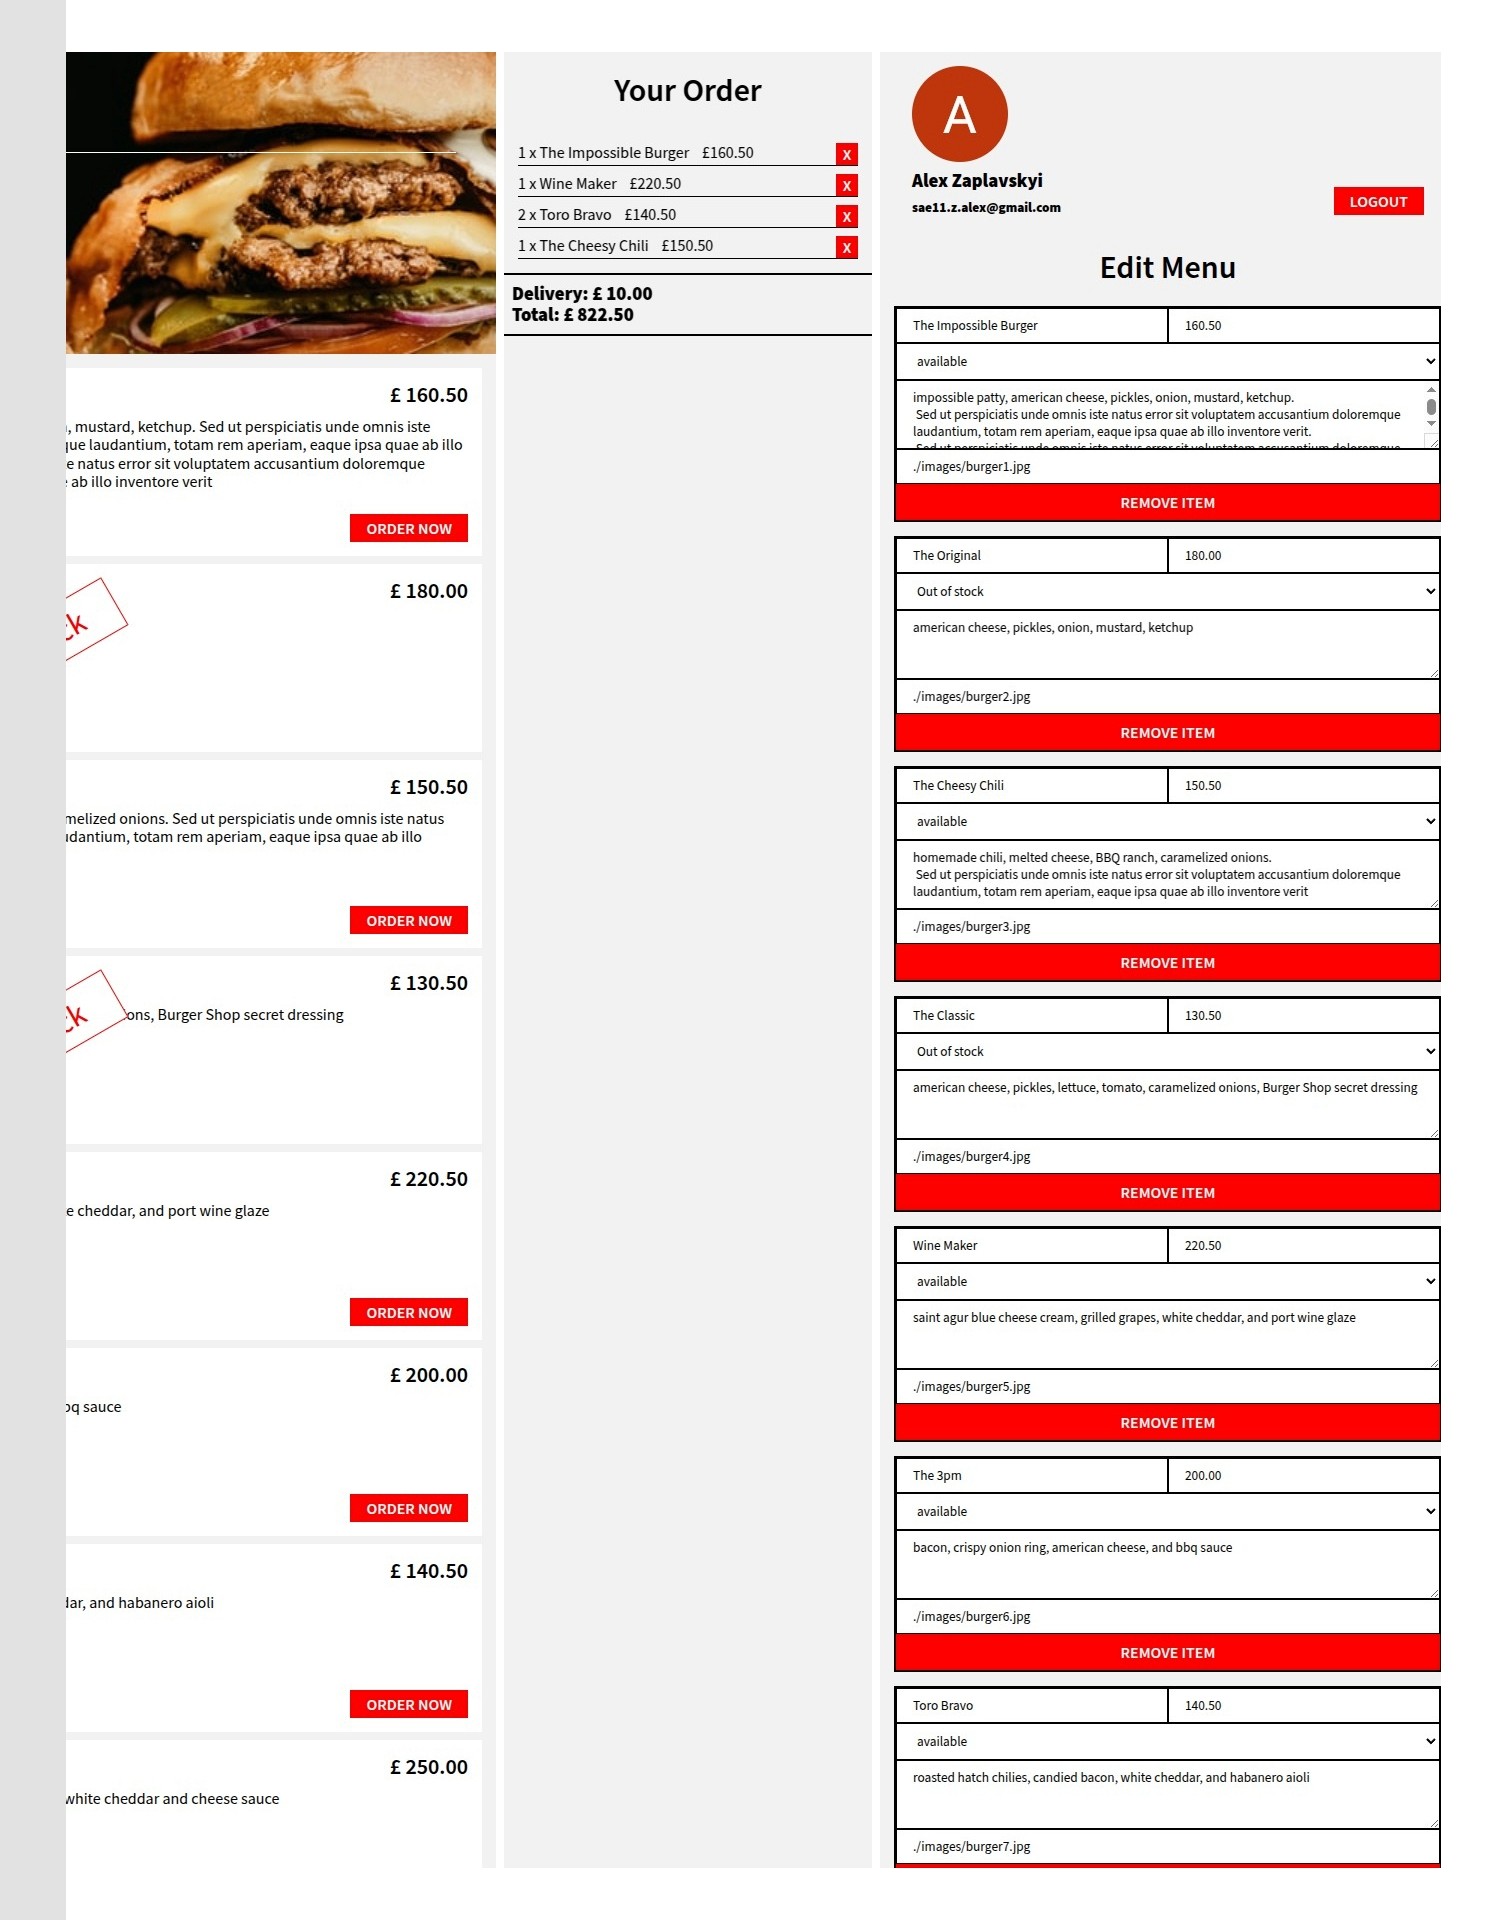 £ 160.50
, mustard, ketchup. Sed ut perspiciatis unde omnis iste
que laudantium, totam rem aperiam, eaque ipsa quae ab illo
e natus error sit voluptatem accusantium doloremque
ab illo inventore verit
ORDER NOW
£ 180.00
ck
£ 150.50
melized onions. Sed ut perspiciatis unde omnis iste natus
udantium, totam rem aperiam, eaque ipsa quae ab illo
ORDER NOW
£ 130.50
ck
ons, Burger Shop secret dressing
£ 220.50
e cheddar, and port wine glaze
ORDER NOW
£ 200.00
bq sauce
ORDER NOW
£ 140.50
dar, and habanero aioli
ORDER NOW
£ 250.00
white cheddar and cheese sauce
Your Order
1 x The Impossible Burger £160.50 X
1 x Wine Maker £220.50 X
2 x Toro Bravo £140.50 X
1 x The Cheesy Chili £150.50 X
Delivery: £ 10.00
Total: £ 822.50
A
Alex Zaplavskyi
sae11.z.alex@gmail.com
LOGOUT
Edit Menu
The Impossible Burger 160.50
available
impossible patty, american cheese, pickles, onion, mustard, ketchup.
Sed ut perspiciatis unde omnis iste natus error sit voluptatem accusantium doloremque
laudantium, totam rem aperiam, eaque ipsa quae ab illo inventore verit.
Sed ut perspiciatis unde omnis iste natus error sit voluptatem accusantium doloremque
./images/burger1.jpg
REMOVE ITEM
The Original 180.00
Out of stock
american cheese, pickles, onion, mustard, ketchup
./images/burger2.jpg
REMOVE ITEM
The Cheesy Chili 150.50
available
homemade chili, melted cheese, BBQ ranch, caramelized onions.
Sed ut perspiciatis unde omnis iste natus error sit voluptatem accusantium doloremque
laudantium, totam rem aperiam, eaque ipsa quae ab illo inventore verit
./images/burger3.jpg
REMOVE ITEM
The Classic 130.50
Out of stock
american cheese, pickles, lettuce, tomato, caramelized onions, Burger Shop secret dressing
./images/burger4.jpg
REMOVE ITEM
Wine Maker 220.50
available
saint agur blue cheese cream, grilled grapes, white cheddar, and port wine glaze
./images/burger5.jpg
REMOVE ITEM
The 3pm 200.00
available
bacon, crispy onion ring, american cheese, and bbq sauce
./images/burger6.jpg
REMOVE ITEM
Toro Bravo 140.50
available
roasted hatch chilies, candied bacon, white cheddar, and habanero aioli
./images/burger7.jpg